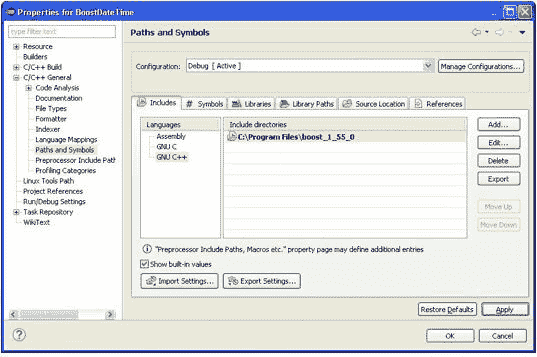 Properties for BoostDateTime
type filter text
Resource
Builders
C/C++ Build
C/C++ General
Code Analysis
Documentation
File Types
Formatter
Indexer
Language Mappings
Paths and Symbols
Preprocessor Include Path
Profiling Categories
Linux Tools Path
Project References
Run/Debug Settings
Task Repository
WikiText
Paths and Symbols
Configuration:
Debug [ Active ]
Manage Configurations...
Includes
# Symbols
Libraries
Library Paths
Source Location
References
Languages
Assembly
GNU C
GNU C++
Include directories
C:\Program Files\boost_1_55_0
Add...
Edit...
Delete
Export
Move Up
Move Down
"Preprocessor Include Paths, Macros etc." property page may define additional entries
Show built-in values
Import Settings...
Export Settings...
Restore Defaults
Apply
OK
Cancel